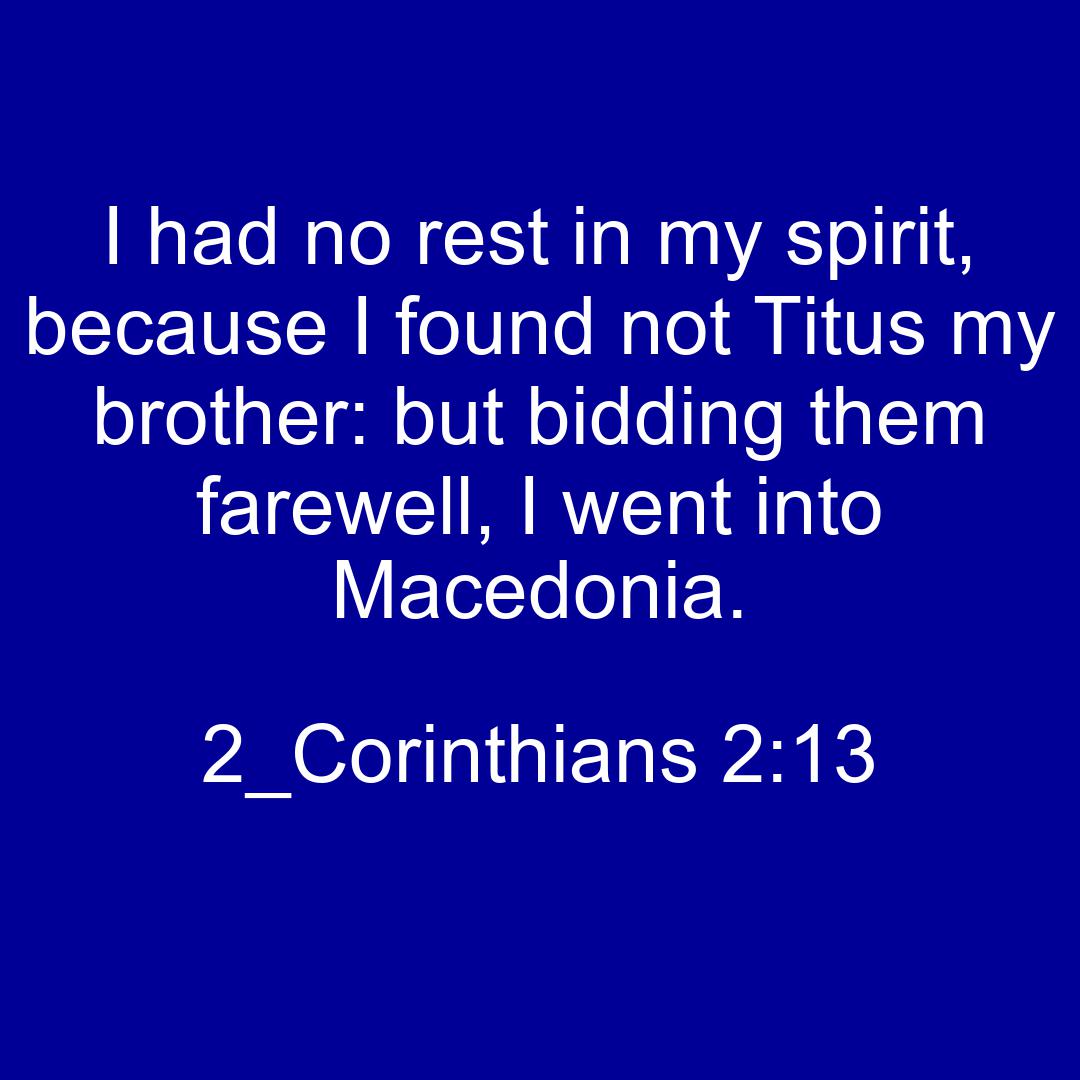 I had no rest in my spirit,
because I found not Titus my
brother: but bidding them
farewell, I went into
Macedonia.
2_Corinthians 2:13